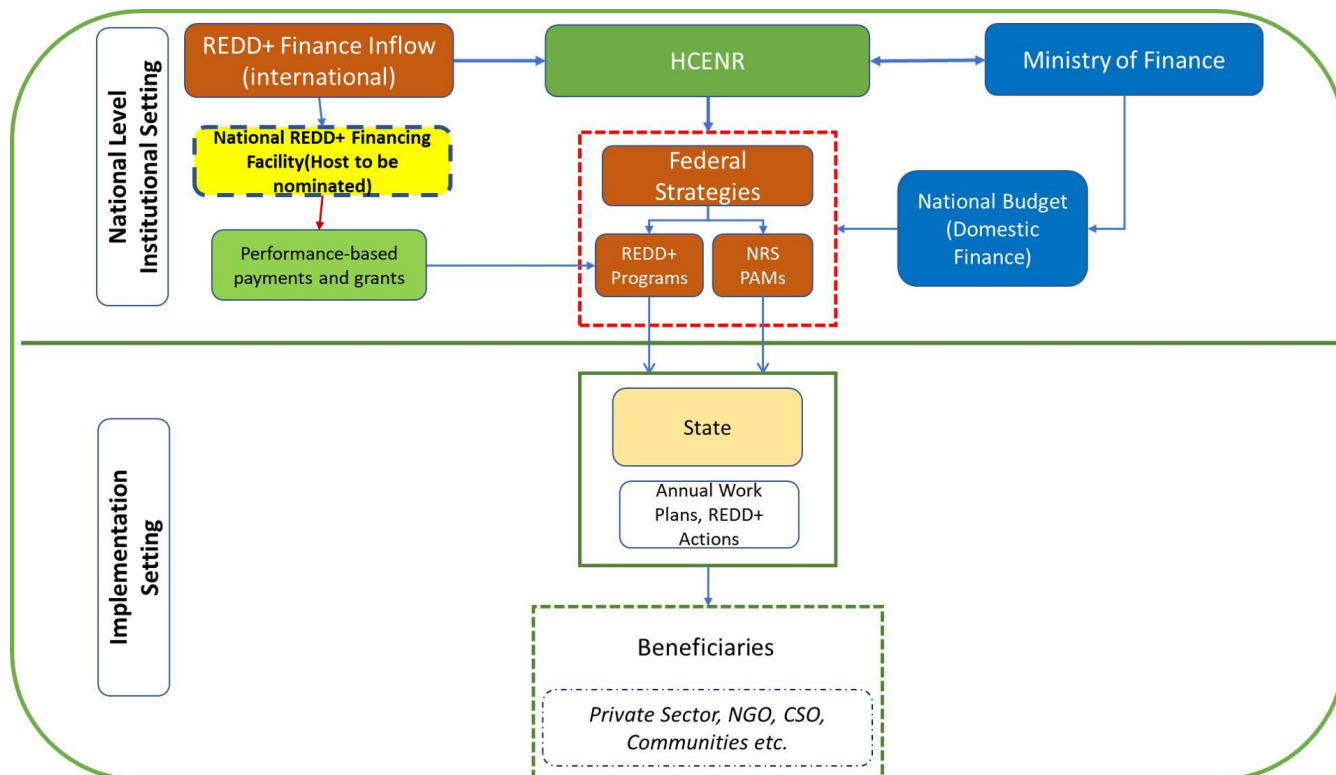 National Level
Institutional Setting
REDD+ Finance Inflow
(international)
HCENR
Ministry of Finance
National REDD+ Financing
Facility(Host to be
nominated)
Federal
Strategies
National Budget
(Domestic
Finance)
Performance-based
payments and grants
REDD+
Programs
NRS
PAMs
Implementation
Setting
State
Annual Work
Plans, REDD+
Actions
Beneficiaries
Private Sector, NGO, CSO,
Communities etc.